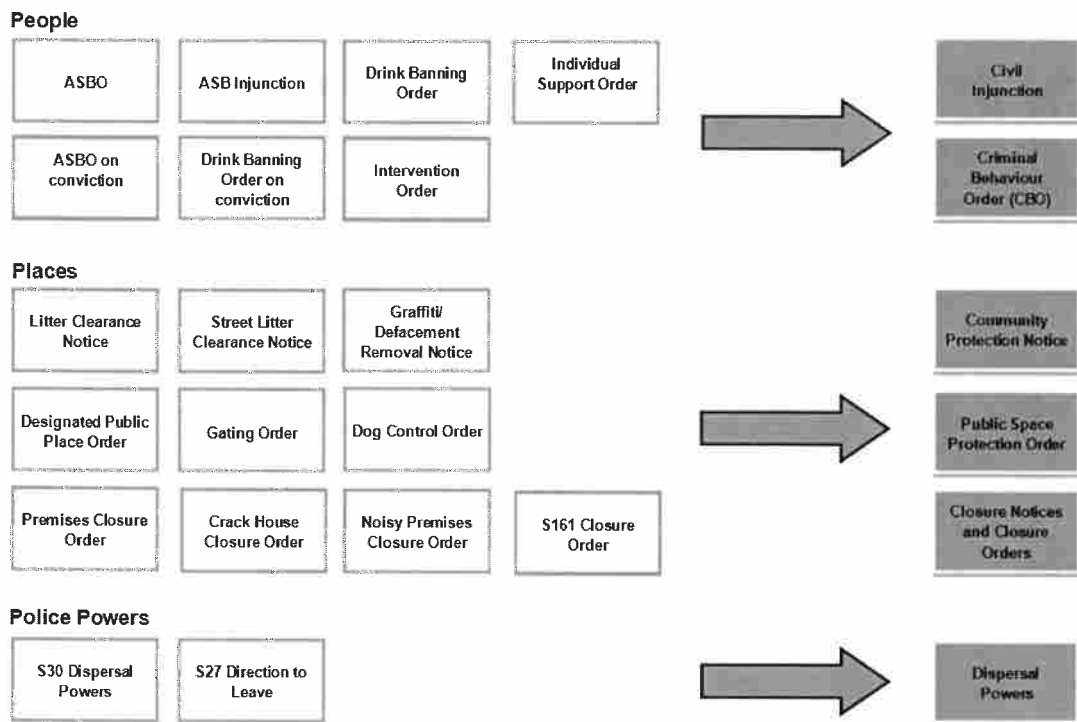 People
ASBO
ASB Injunction
Drink Banning
Order
Individual
Support Order
Civil
Injunction
ASBO on
conviction
Drink Banning
Order on
conviction
Intervention
Order
Criminal
Behaviour
Order (CBO)
Places
Litter Clearance
Notice
Street Litter
Clearance Notice
Graffiti/
Defacement
Removal Notice
Community
Protection Notice
Designated Public
Place Order
Gating Order
Dog Control Order
Public Space
Protection Order
Premises Closure
Order
Crack House
Closure Order
Noisy Premises
Closure Order
S161 Closure
Order
Closure Notices
and Closure
Orders
Police Powers
S30 Dispersal
Powers
S27 Direction to
Leave
Dispersal
Powers